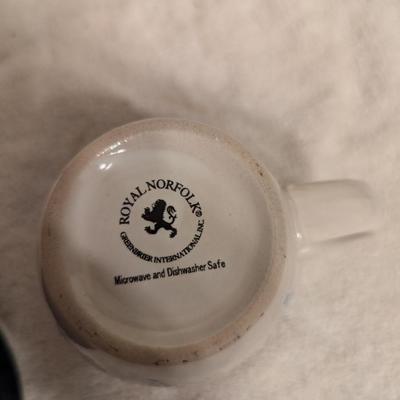 ROYAL NORFOLK®
GREENBRIER INTERNATIONAL, INC.
Microwave and Dishwasher Safe